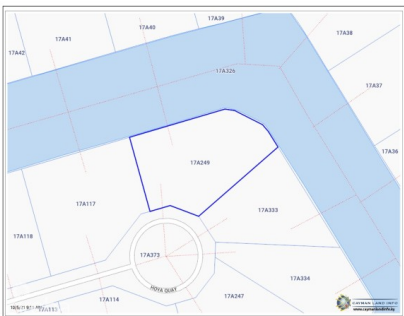 17A39
17A40
17A38
17A41
17A42
17A326
17A37
17A36
17A249
17A117
17A333
17A118
17A373
HOYA QUAY
17A334
17A247
17A114
CAYMAN LAND INFO
www.caymanlandinfo.ky